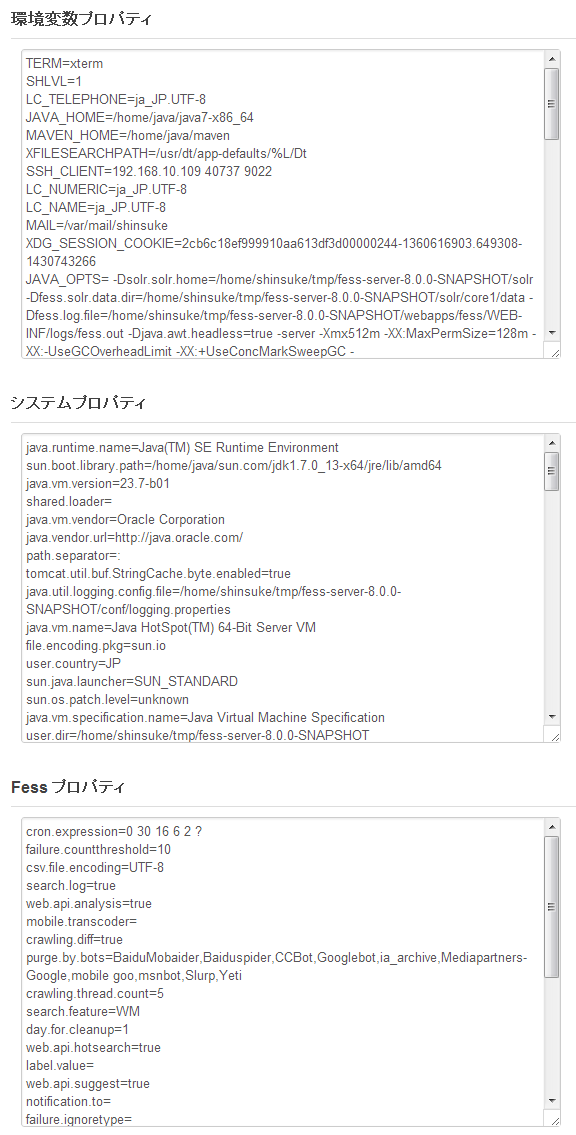 環境変数プロパティ
TERM=xterm
SHLVL=1
LC_TELEPHONE=ja_JP.UTF-8
JAVA_HOME=/home/java/java7-x86_64
MAVEN_HOME=/home/java/maven
XFILESEARCHPATH=/usr/dt/app-defaults/%L/Dt
SSH_CLIENT=192.168.10.109 40737 9022
LC_NUMERIC=ja_JP.UTF-8
LC_NAME=ja_JP.UTF-8
MAIL=/var/mail/shinsuke
XDG_SESSION_COOKIE=2cb6c18ef999910aa613df3d00000244-1360616903.649308-
1430743266
JAVA_OPTS= -Dsolr.solr.home=/home/shinsuke/tmp/fess-server-8.0.0-SNAPSHOT/solr
-Dfess.solr.data.dir=/home/shinsuke/tmp/fess-server-8.0.0-SNAPSHOT/solr/core1/data -
Dfess.log.file=/home/shinsuke/tmp/fess-server-8.0.0-SNAPSHOT/webapps/fess/WEB-
INF/logs/fess.out -Djava.awt.headless=true -server -Xmx512m -XX:MaxPermSize=128m -
XX:-UseGCOverheadLimit -XX:+UseConcMarkSweepGC -
システムプロパティ
java.runtime.name=Java(TM) SE Runtime Environment
sun.boot.library.path=/home/java/sun.com/jdk1.7.0_13-x64/jre/lib/amd64
java.vm.version=23.7-b01
shared.loader=
java.vm.vendor=Oracle Corporation
java.vendor.url=http://java.oracle.com/
path.separator=:
tomcat.util.buf.StringCache.byte.enabled=true
java.util.logging.config.file=/home/shinsuke/tmp/fess-server-8.0.0-
SNAPSHOT/conf/logging.properties
java.vm.name=Java HotSpot(TM) 64-Bit Server VM
file.encoding.pkg=sun.io
user.country=JP
sun.java.launcher=SUN_STANDARD
sun.os.patch.level=unknown
java.vm.specification.name=Java Virtual Machine Specification
user.dir=/home/shinsuke/tmp/fess-server-8.0.0-SNAPSHOT
Fess プロパティ
cron.expression=0 30 16 6 2 ?
failure.countthreshold=10
csv.file.encoding=UTF-8
search.log=true
web.api.analysis=true
mobile.transcoder=
crawling.diff=true
purge.by.bots=BaiduMobaider,Baiduspider,CCBot,Googlebot,ia_archive,Mediapartners-
Google,mobile goo,msnbot,Slurp,Yeti
crawling.thread.count=5
search.feature=WM
day.for.cleanup=1
web.api.hotsearch=true
label.value=
web.api.suggest=true
notification.to=
failure.ignoretype=